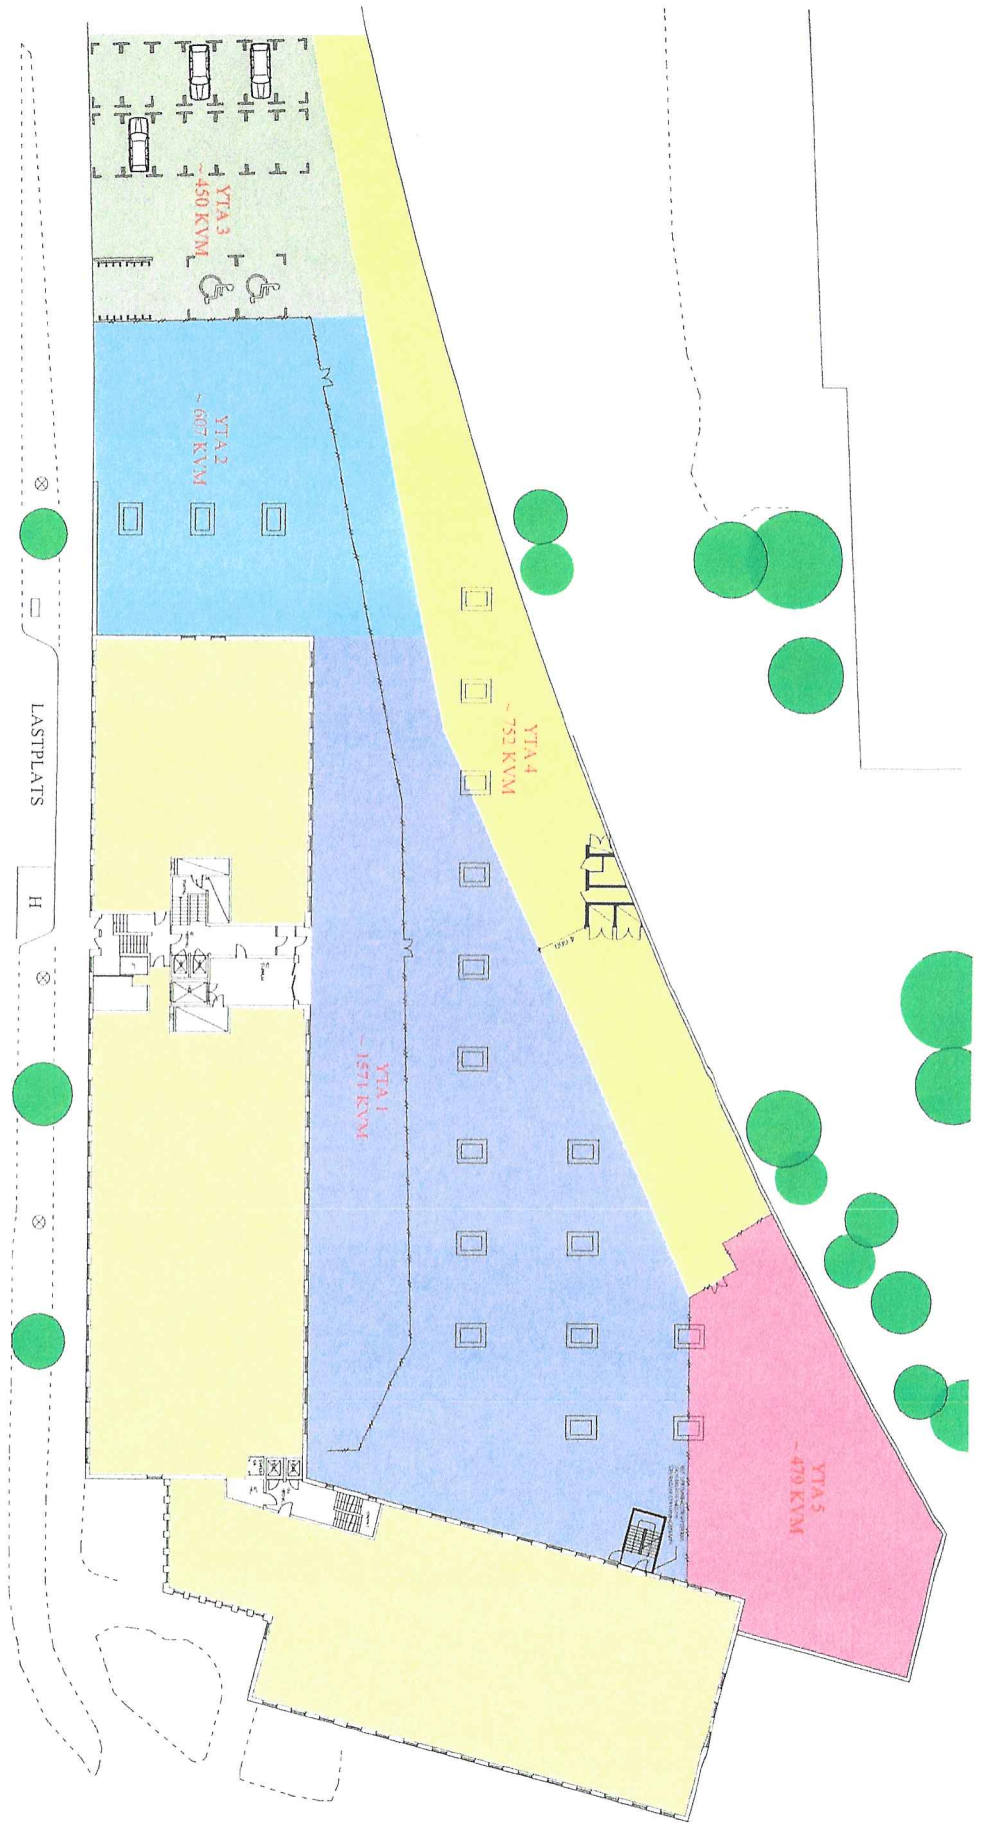 YTA 3
~450 KVM
YTA 2
~ 607 KVM
YTA 4
~ 752 KVM
LASTPLATS
H
YTA 1
~ 1571 KVM
YTA 5
~ 479 KVM